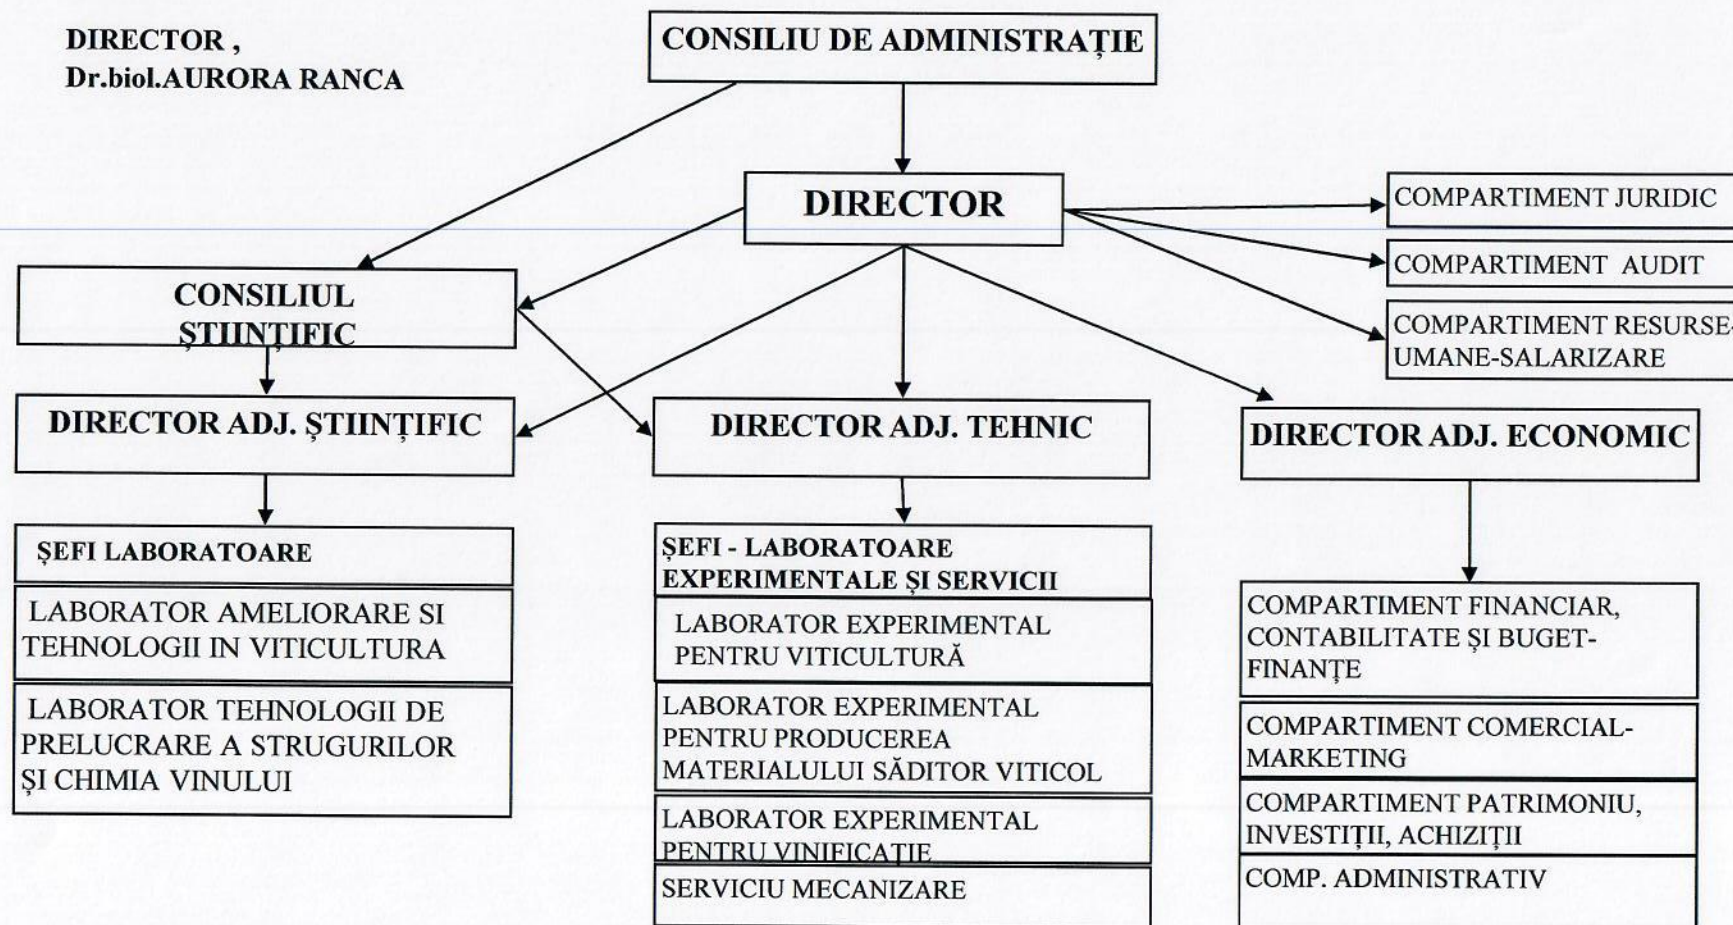 DIRECTOR ,
Dr.biol.AURORA RANCA
CONSILIU DE ADMINISTRAȚIE
DIRECTOR
COMPARTIMENT JURIDIC
COMPARTIMENT AUDIT
COMPARTIMENT RESURSE-
UMANE-SALARIZARE
CONSILIUL
ȘTIINȚIFIC
DIRECTOR ADJ. ȘTIINȚIFIC
DIRECTOR ADJ. TEHNIC
DIRECTOR ADJ. ECONOMIC
ȘEFI LABORATOARE
LABORATOR AMELIORARE SI
TEHNOLOGII IN VITICULTURA
LABORATOR TEHNOLOGII DE
PRELUCRARE A STRUGURILOR
ȘI CHIMIA VINULUI
ȘEFI - LABORATOARE
EXPERIMENTALE ȘI SERVICII
LABORATOR EXPERIMENTAL
PENTRU VITICULTURĂ
LABORATOR EXPERIMENTAL
PENTRU PRODUCEREA
MATERIALULUI SĂDITOR VITICOL
LABORATOR EXPERIMENTAL
PENTRU VINIFICAȚIE
SERVICIU MECANIZARE
COMPARTIMENT FINANCIAR,
CONTABILITATE ȘI BUGET-
FINANȚE
COMPARTIMENT COMERCIAL-
MARKETING
COMPARTIMENT PATRIMONIU,
INVESTIȚII, ACHIZIȚII
COMP. ADMINISTRATIV